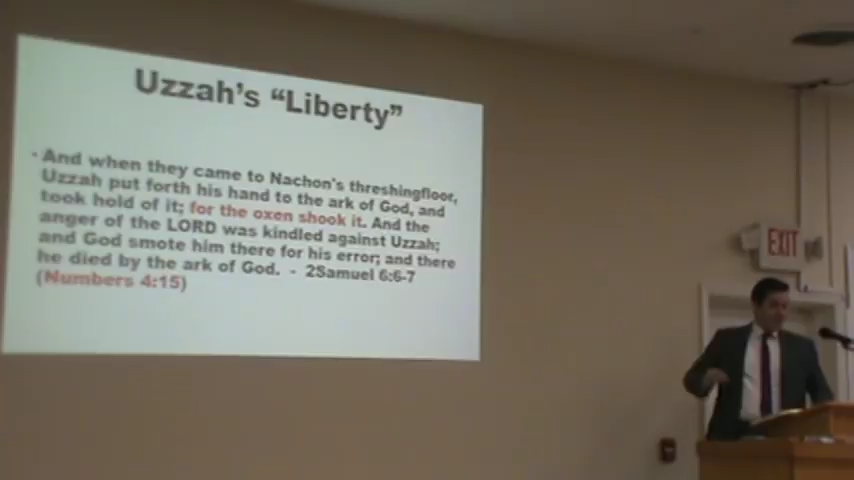 Uzzah's "Liberty"
· And when they came to Nachon's threshingfloor,
Uzzah put forth his hand to the ark of God, and
took hold of it; for the oxen shook it. And the
anger of the LORD was kindled against Uzzah;
and God smote him there for his error; and there
he died by the ark of God. - 2Samuel 6:6-7
(Numbers 4:15)
EXIT